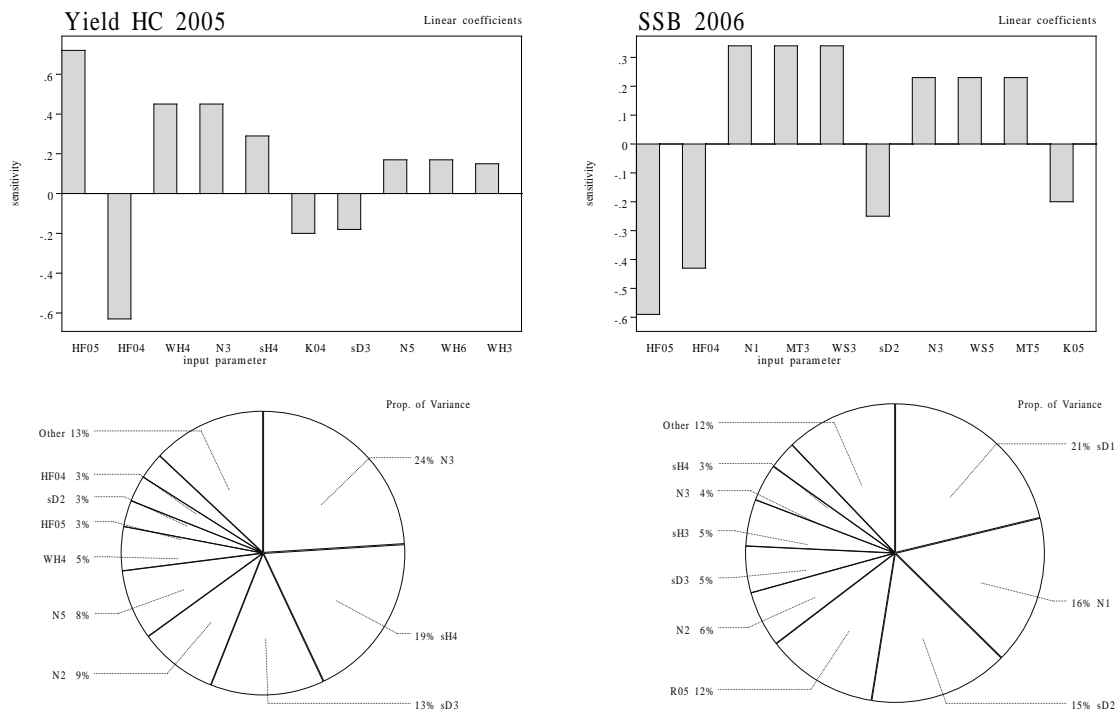 Yield HC 2005
Linear coefficients
.6
.4
.2
0
-.2
-.4
-.6
sensitivity
HF05 HF04 WH4 N3 sH4 K04 sD3 N5 WH6 WH3
input parameter
SSB 2006
Linear coefficients
.3
.2
.1
0
-.1
-.2
-.3
-.4
-.5
-.6
sensitivity
HF05 HF04 N1 MT3 WS3 sD2 N3 WS5 MT5 K05
input parameter
Prop. of Variance
Other 13%
HF04 3%
sD2 3%
HF05 3%
WH4 5%
N5 8%
N2 9%
24% N3
19% sH4
13% sD3
Prop. of Variance
Other 12%
sH4 3%
N3 4%
sH3 5%
sD3 5%
N2 6%
R05 12%
21% sD1
16% N1
15% sD2